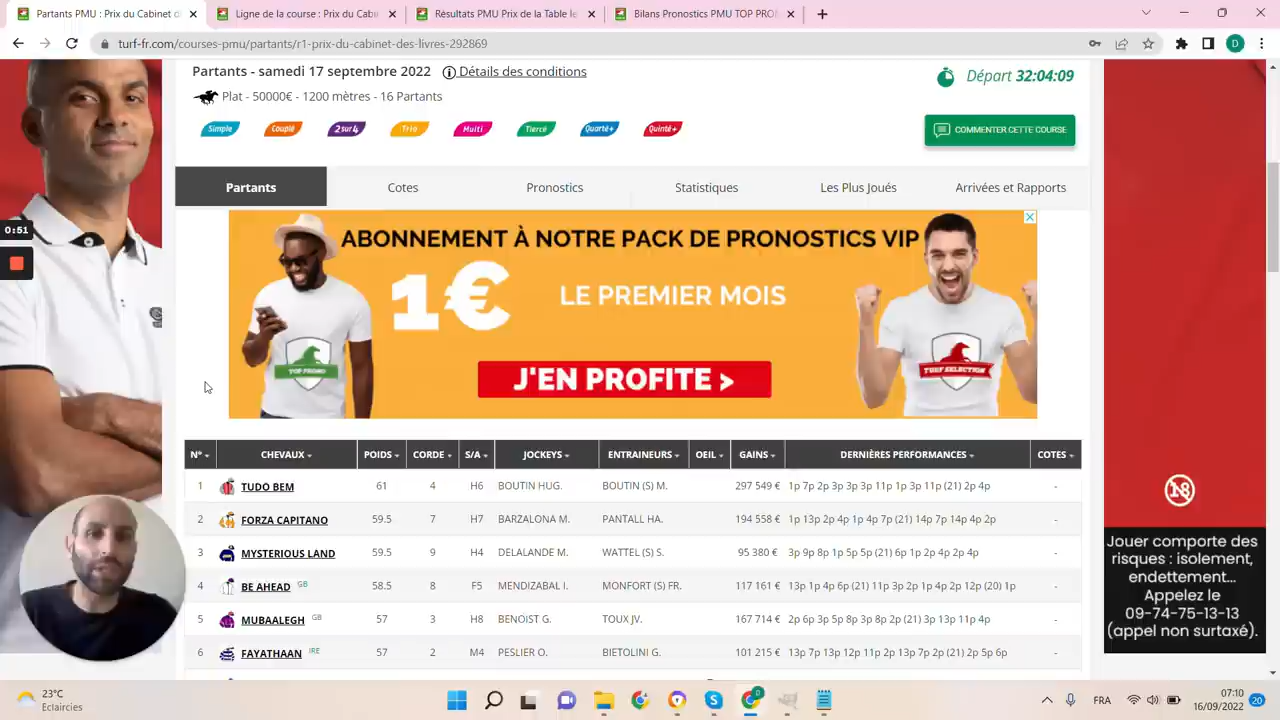 Partants PMU : Prix du Cabinet d
Ligne de la course : Prix du Cabi
Résultats PMU Prix de la Table le
Bilans Pronostics PMU TOP PRO
turf-fr.com/courses-pmu/partants/r1-prix-du-cabinet-des-livres-292869
D
Partants - samedi 17 septembre 2022
Détails des conditions
Départ 32:04:09
Plat - 50000€ - 1200 mètres - 16 Partants
Simple Couplé 2sur4 Trio Multi Tiercé Quarté+ Quinté+
COMMENTER CETTE COURSE
Partants Cotes Pronostics Statistiques Les Plus Joués Arrivées et Rapports
0:51
ABONNEMENT À NOTRE PACK DE PRONOSTICS VIP
1€ LE PREMIER MOIS
J'EN PROFITE >
TOP PROMO
TURF SELECTION
N° CHEVAUX POIDS CORDE S/A JOCKEYS ENTRAINEURS OEIL GAINS DERNIÈRES PERFORMANCES COTES
1 TUDO BEM 61 4 H6 BOUTIN HUG. BOUTIN (S) M. 297 549 € 1p 7p 2p 3p 3p 3p 11p 1p 3p 11p (21) 2p 4p -
2 FORZA CAPITANO 59.5 7 H7 BARZALONA M. PANTALL HA. 194 558 € 1p 13p 2p 4p 1p 4p 7p (21) 14p 7p 14p 4p 2p -
3 MYSTERIOUS LAND 59.5 9 H4 DELALANDE M. WATTEL (S) S. 95 380 € 3p 9p 8p 1p 5p 5p (21) 6p 1p 2p 4p 2p 4p -
4 BE AHEAD GB 58.5 8 F5 MENDIZABAL I. MONFORT (S) FR. 117 161 € 13p 1p 4p 6p (21) 11p 3p 2p 1p 4p 2p 12p (20) 1p -
5 MUBAALEGH GB 57 3 H8 BENOIST G. TOUX JV. 167 714 € 2p 6p 3p 5p 8p 3p 8p 2p (21) 3p 13p 11p 4p -
6 FAYATHAAN IRE 57 2 M4 PESLIER O. BIETOLINI G. 101 215 € 13p 7p 13p 12p 11p 2p 13p 7p 2p (21) 2p 5p 6p -
18
Jouer comporte des
risques : isolement,
endettement...
Appelez le
09-74-75-13-13
(appel non surtaxé).
23°C
Eclaircies
FRA
07:10
16/09/2022
20